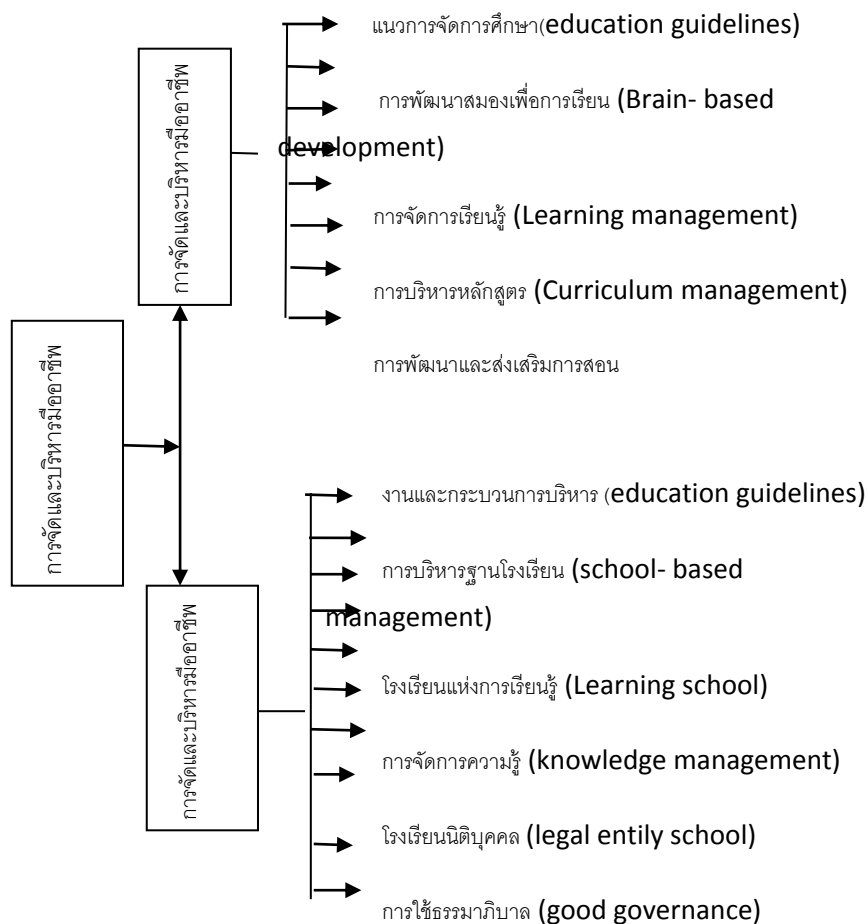 การจัดและบริหารมืออาชีพ
การจัดและบริหารมืออาชีพ
แนวการจัดการศึกษา(education guidelines)
การพัฒนาสมองเพื่อการเรียน (Brain- based
development)
การจัดการเรียนรู้ (Learning management)
การบริหารหลักสูตร (Curriculum management)
การพัฒนาและส่งเสริมการสอน
การจัดและบริหารมืออาชีพ
งานและกระบวนการบริหาร (education guidelines)
การบริหารฐานโรงเรียน (school- based
management)
โรงเรียนแห่งการเรียนรู้ (Learning school)
การจัดการความรู้ (knowledge management)
โรงเรียนนิติบุคคล (legal entily school)
การใช้ธรรมาภิบาล (good governance)